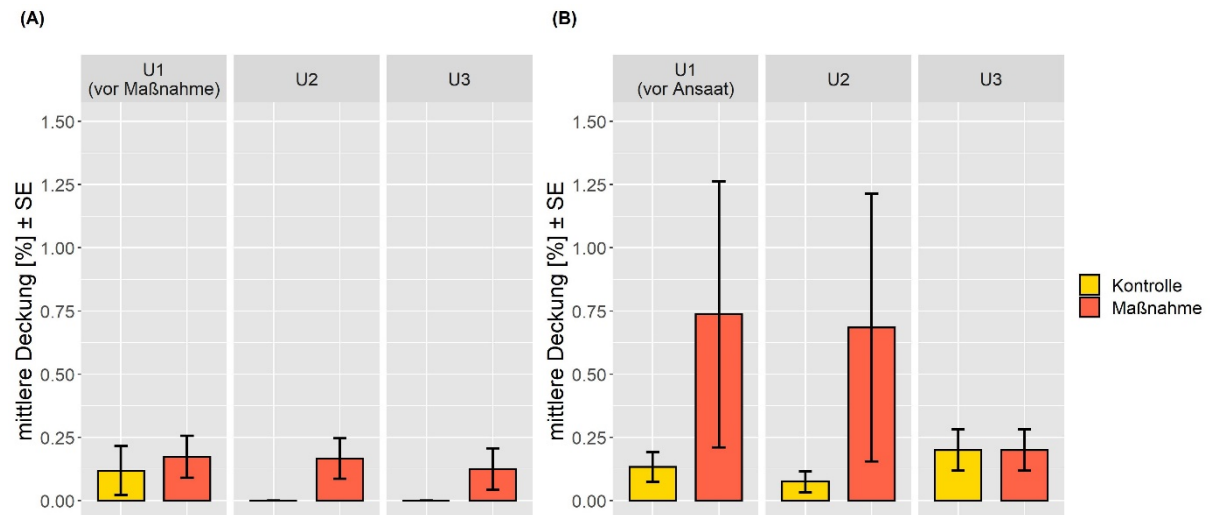 (A)
(B)
U1
(vor Maßnahme)
U2
U3
U1
(vor Ansaat)
U2
U3
mittlere Deckung [%] ± SE
1.50
1.25
1.00
0.75
0.50
0.25
0.00
mittlere Deckung [%] ± SE
1.50
1.25
1.00
0.75
0.50
0.25
0.00
Kontrolle
Maßnahme